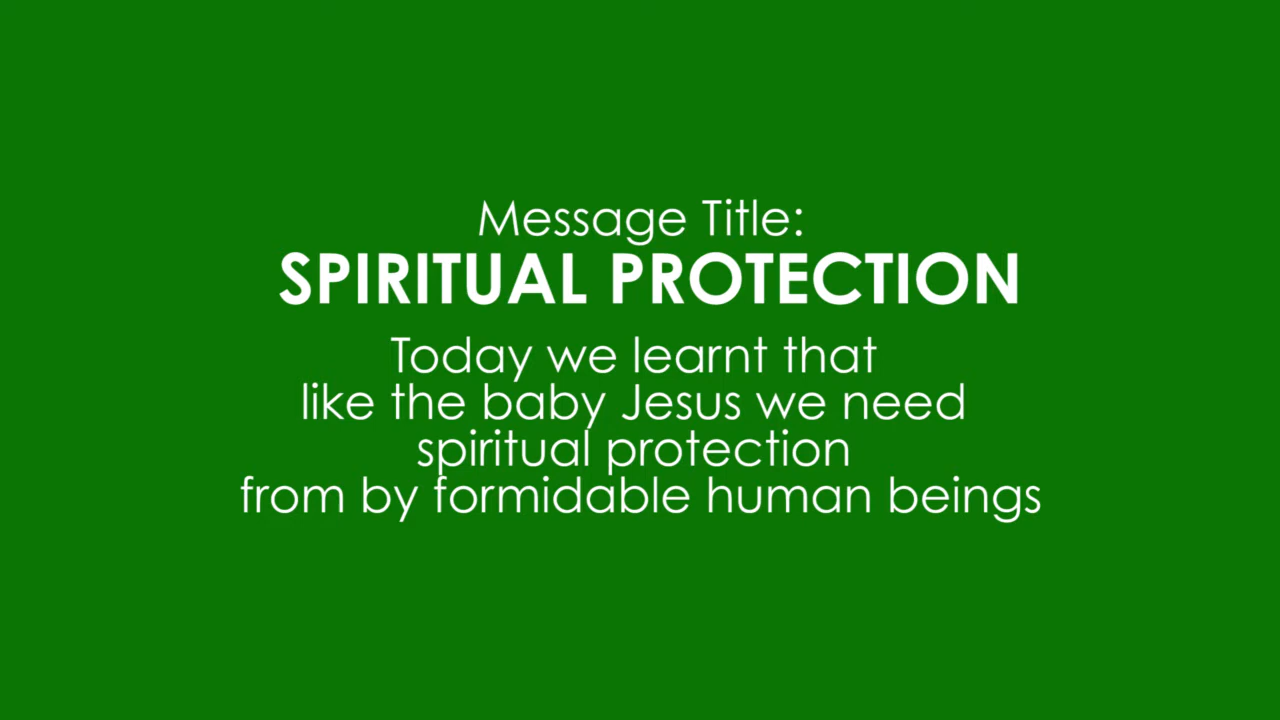 Message Title:
SPIRITUAL PROTECTION
Today we learnt that
like the baby Jesus we need
spiritual protection
from by formidable human beings